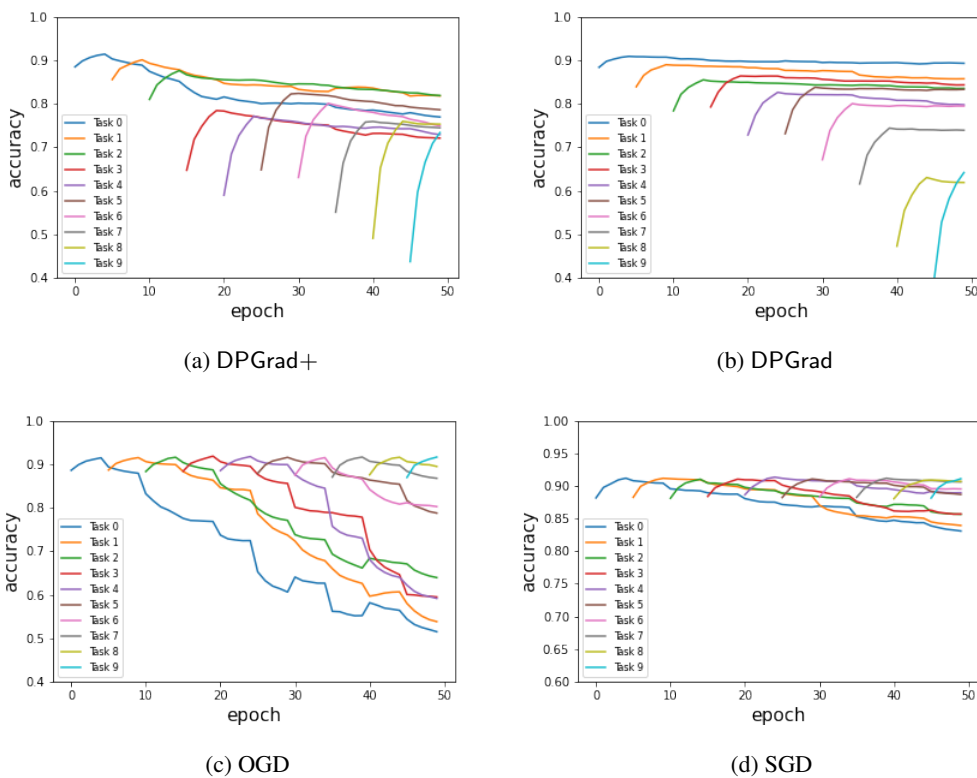 1.0
0.9
0.8
0.7
0.6
0.5
0.4
accuracy
Task 0
Task 1
Task 2
Task 3
Task 4
Task 5
Task 6
Task 7
Task 8
Task 9
0 10 20 30 40 50
epoch
(a) DPGrad+
1.0
0.9
0.8
0.7
0.6
0.5
0.4
accuracy
Task 0
Task 1
Task 2
Task 3
Task 4
Task 5
Task 6
Task 7
Task 8
Task 9
0 10 20 30 40 50
epoch
(b) DPGrad
1.0
0.9
0.8
0.7
0.6
0.5
0.4
accuracy
Task 0
Task 1
Task 2
Task 3
Task 4
Task 5
Task 6
Task 7
Task 8
Task 9
0 10 20 30 40 50
epoch
(c) OGD
1.00
0.95
0.90
0.85
0.80
0.75
0.70
0.65
0.60
accuracy
Task 0
Task 1
Task 2
Task 3
Task 4
Task 5
Task 6
Task 7
Task 8
Task 9
0 10 20 30 40 50
epoch
(d) SGD